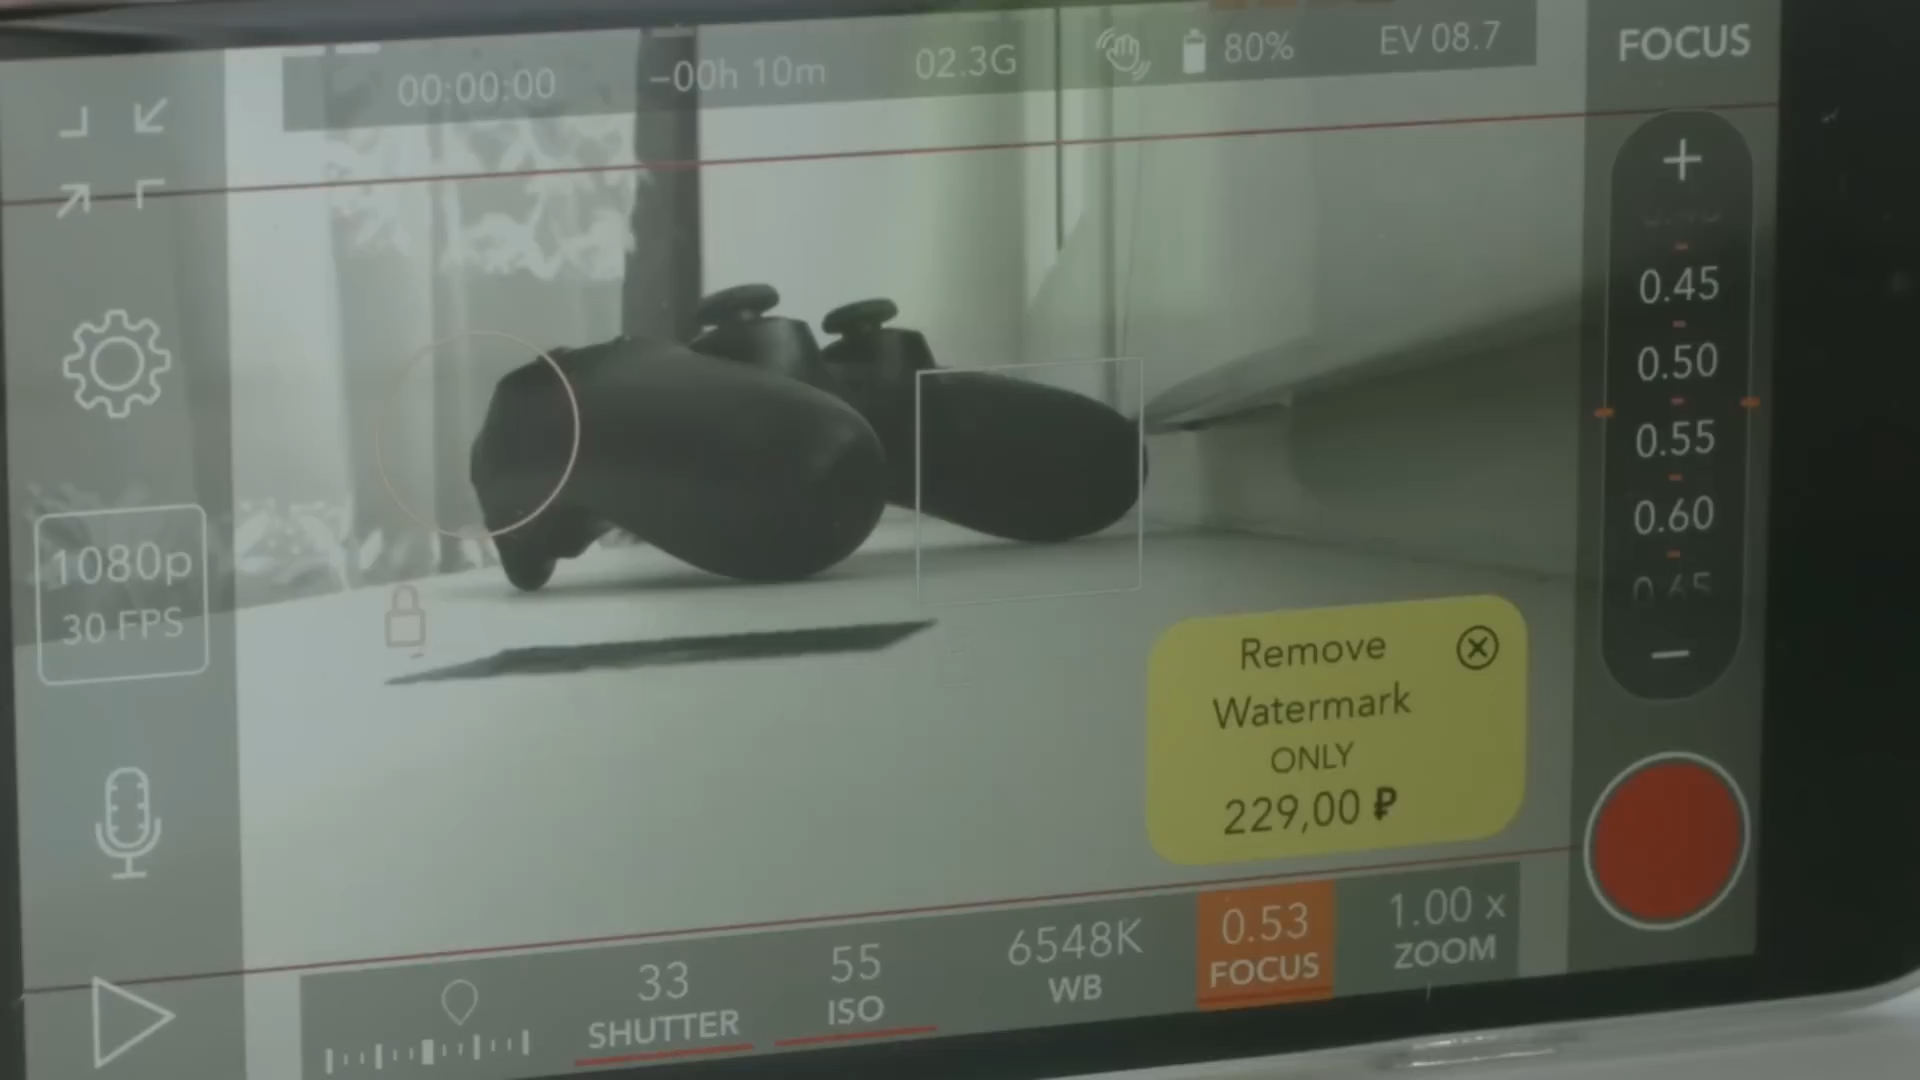 00:00:00 -00h 10m 02.3G 80% EV 08.7
FOCUS
0.45
0.50
0.55
0.60
0.65
1080p
30 FPS
Remove
Watermark
ONLY
229,00 ₽
33
SHUTTER
55
ISO
6548K
WB
0.53
FOCUS
1.00 x
ZOOM